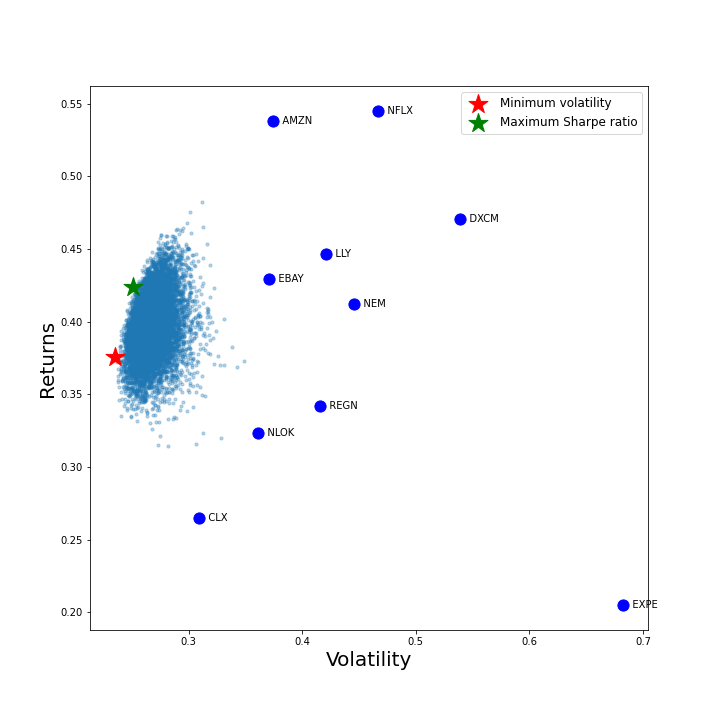 Minimum volatility
Maximum Sharpe ratio
0.55
NFLX
AMZN
0.50
DXCM
0.45
LLY
EBAY
NEM
0.40
Returns
0.35
REGN
NLOK
0.30
CLX
0.25
EXPE
0.20
0.3 0.4 0.5 0.6 0.7
Volatility